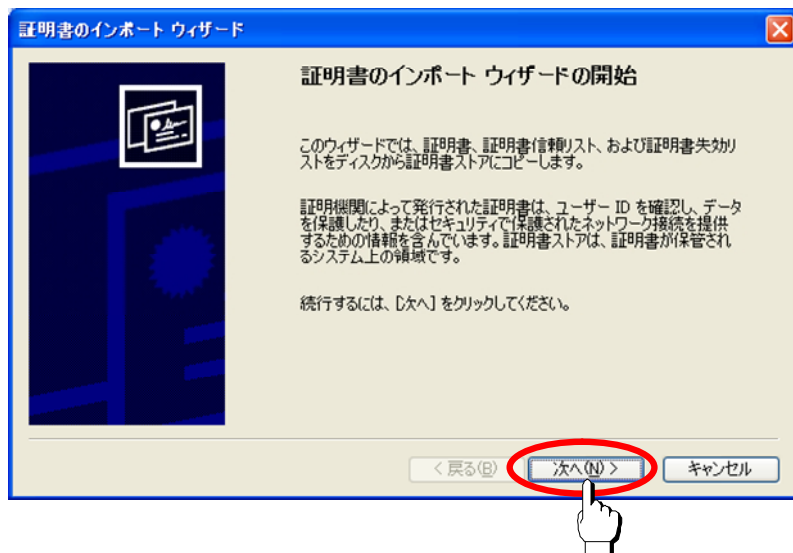 証明書のインポート ウィザード
証明書のインポート ウィザードの開始
このウィザードでは、証明書、証明書信頼リスト、および証明書失効リ
ストをディスクから証明書ストアにコピーします。
証明機関によって発行された証明書は、ユーザー ID を確認し、データ
を保護したり、またはセキュリティで保護されたネットワーク接続を提供
するための情報を含んでいます。証明書ストアは、証明書が保管され
るシステム上の領域です。
続行するには、[次へ] をクリックしてください。
< 戻る(B) 次へ(N) > キャンセル